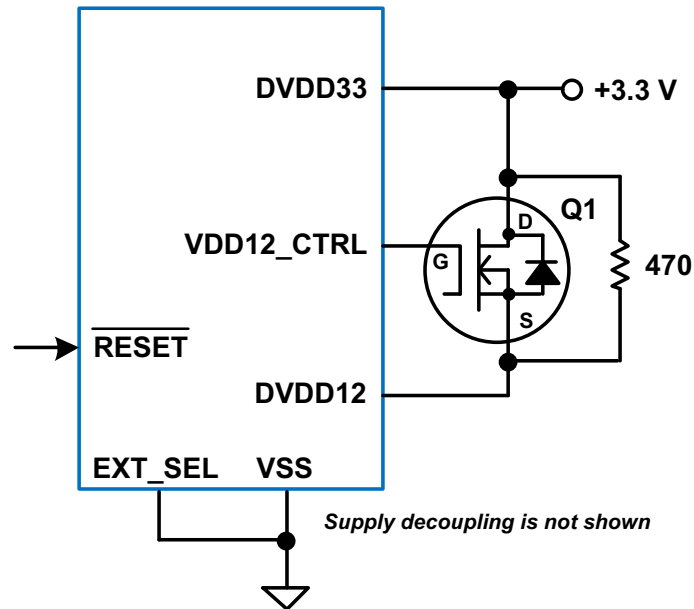 DVDD33
+3.3 V
D
Q1
VDD12_CTRL
G
470
S
RESET
DVDD12
EXT_SEL
VSS
Supply decoupling is not shown